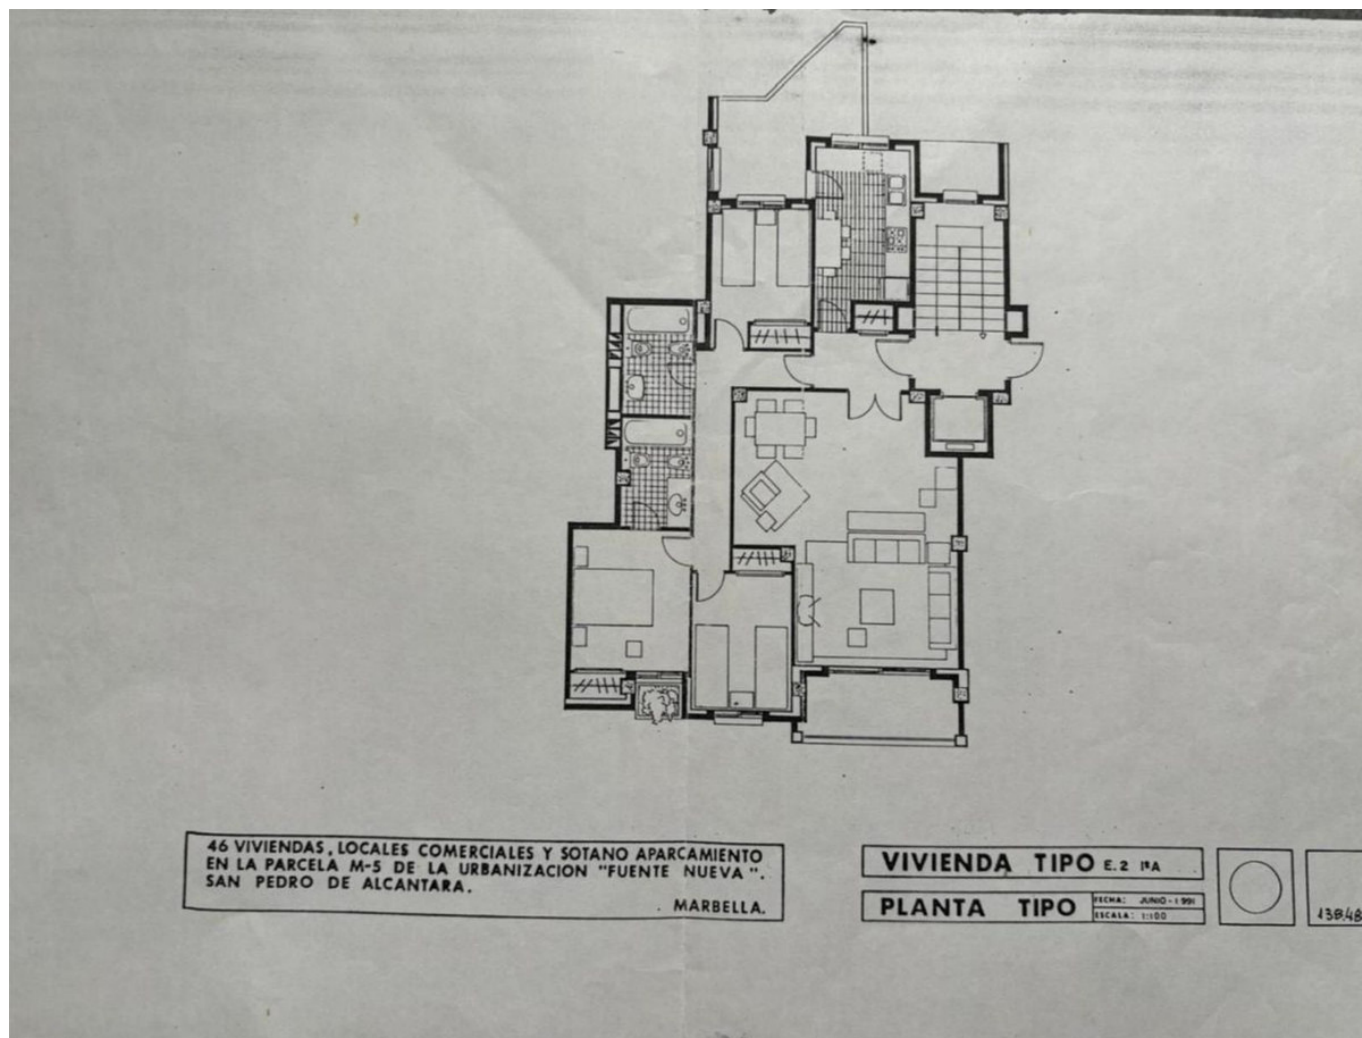 46 VIVIENDAS, LOCALES COMERCIALES Y SOTANO APARCAMIENTO
EN LA PARCELA M-5 DE LA URBANIZACION "FUENTE NUEVA".
SAN PEDRO DE ALCANTARA.
. MARBELLA.
VIVIENDA TIPO E.2 1ºA
PLANTA TIPO
FECHA: JUNIO-1991
ESCALA: 1:100